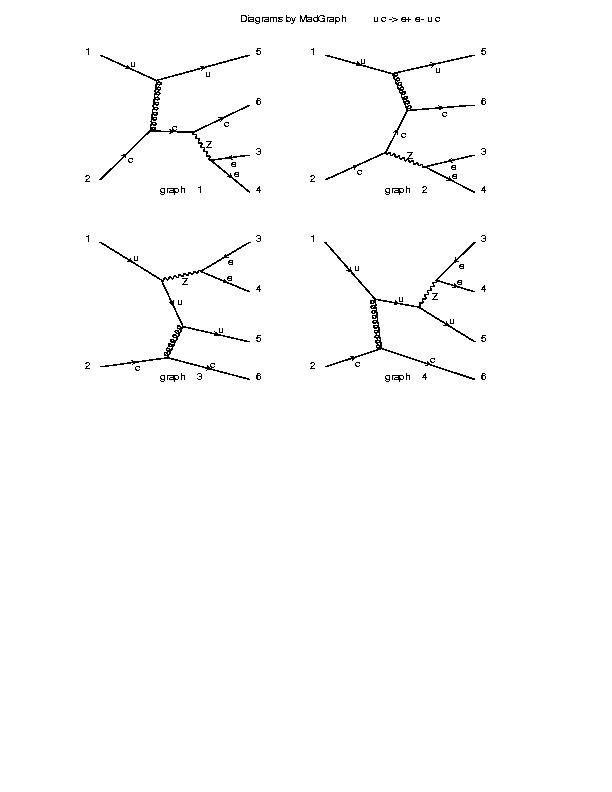 Diagrams by MadGraph u c -> e+ e- u c
1 5 1 5
u u u u
6 6
c c c
Z c
3 Z 3
c e c e
e e
2 4 2 4
graph 1 graph 2
1 3 1 3
u e u e
Z e Z e
4 4
u u
u u
5 5
2 c c 2 c c
graph 3 6 graph 4 6